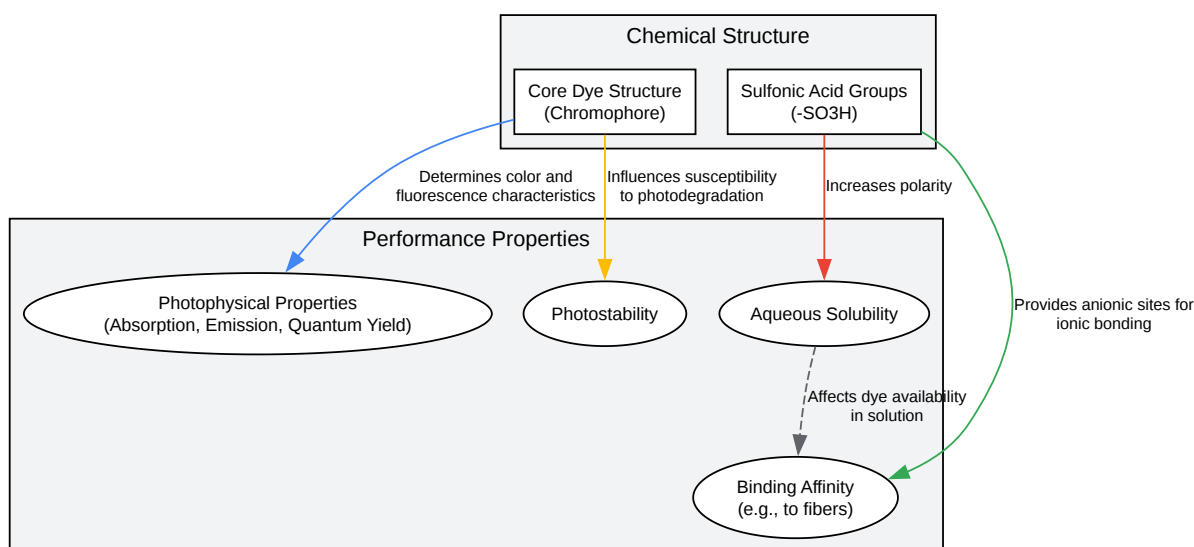 Chemical Structure
Core Dye Structure
(Chromophore)
Sulfonic Acid Groups
(-SO3H)
Determines color and
fluorescence characteristics
Influences susceptibility
to photodegradation
Increases polarity
Performance Properties
Photophysical Properties
(Absorption, Emission, Quantum Yield)
Photostability
Aqueous Solubility
Provides anionic sites for
ionic bonding
Affects dye availability
in solution
Binding Affinity
(e.g., to fibers)